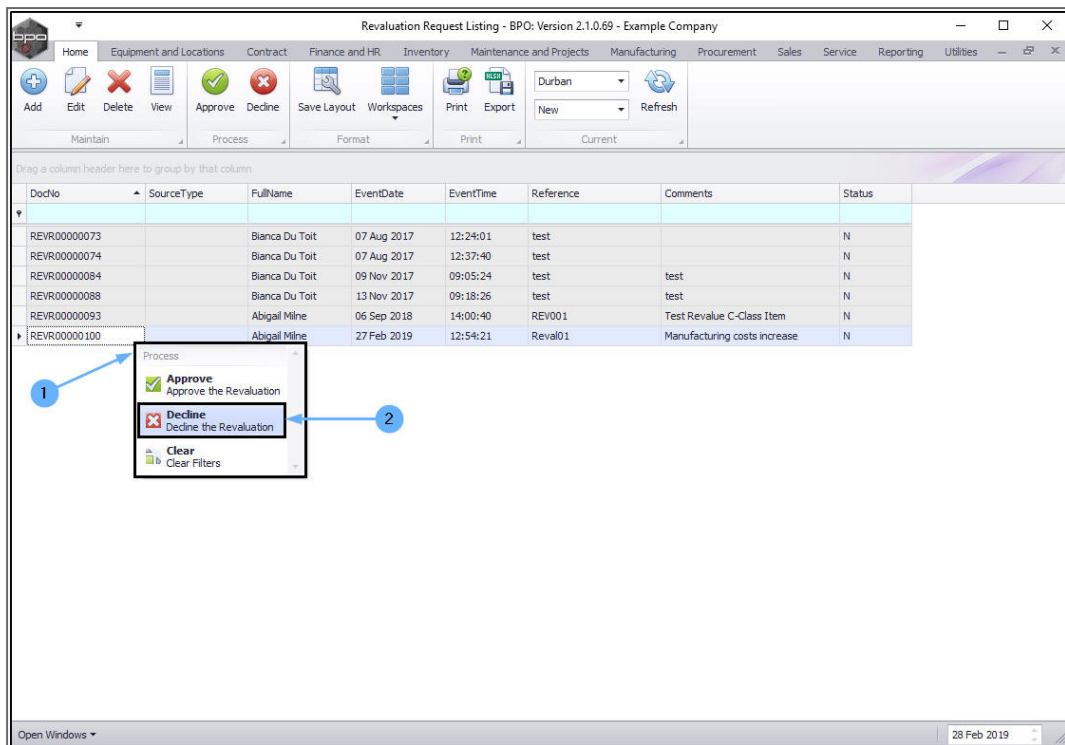 bpo
Revaluation Request Listing - BPO: Version 2.1.0.69 - Example Company
Home Equipment and Locations Contract Finance and HR Inventory Maintenance and Projects Manufacturing Procurement Sales Service Reporting Utilities
Add Edit Delete View Approve Decline Save Layout Workspaces Print Export Durban New Refresh
Maintain Process Format Print Current
Drag a column header here to group by that column
DocNo SourceType FullName EventDate EventTime Reference Comments Status
REVR00000073 Bianca Du Toit 07 Aug 2017 12:24:01 test N
REVR00000074 Bianca Du Toit 07 Aug 2017 12:37:40 test N
REVR00000084 Bianca Du Toit 09 Nov 2017 09:05:24 test test N
REVR00000088 Bianca Du Toit 13 Nov 2017 09:18:26 test test N
REVR00000093 Abigail Milne 06 Sep 2018 14:00:40 REV001 Test Revalue C-Class Item N
REVR00000100 Abigail Milne 27 Feb 2019 12:54:21 Reval01 Manufacturing costs increase N
Process
1
Approve
Approve the Revaluation
Decline
Decline the Revaluation
2
Clear
Clear Filters
Open Windows 28 Feb 2019